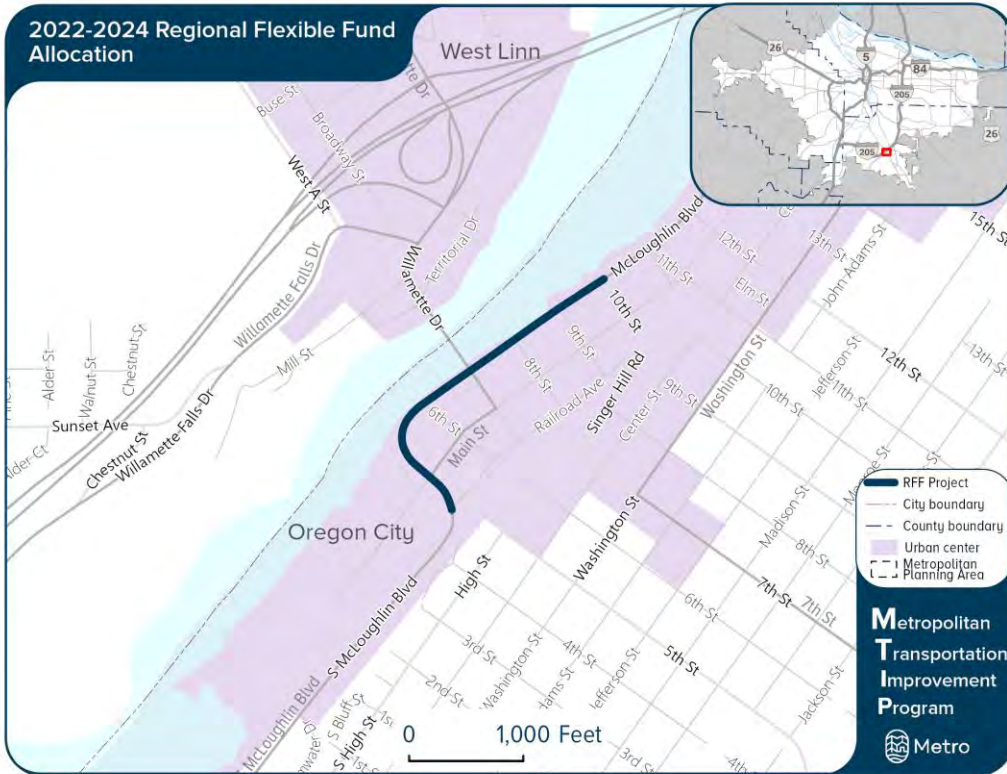 2022-2024 Regional Flexible Fund
Allocation
West Linn
26
5
84
205
205
26
Buse St
Broadway St
West A St
Willamette Dr
Territorial Dr
Willamette Falls Dr
Mill St
McLoughlin Blvd
11th St
12th St
13th St
Elm St
John Adams St
15th St
10th St
9th St
8th St
Railroad Ave
Singer Hill Rd
Center St
9th St
Washington St
10th St
Jefferson St
11th St
12th St
13th St
Alder St
Walnut St
Chestnut St
Sunset Ave
Alder Ct
Chestnut St
Willamette Falls Dr
6th St
Main St
Oregon City
S McLoughlin Blvd
High St
Washington St
Madison St
8th St
7th St
7th St
6th St
5th St
Jackson St
3rd St
2nd St
Washington St
4th St
Jefferson St
McLoughlin Blvd
S Bluff St
S High St
3rd St
RFF Project
City boundary
County boundary
Urban center
Metropolitan
Planning Area
0 1,000 Feet
Metropolitan
Transportation
Improvement
Program
Metro